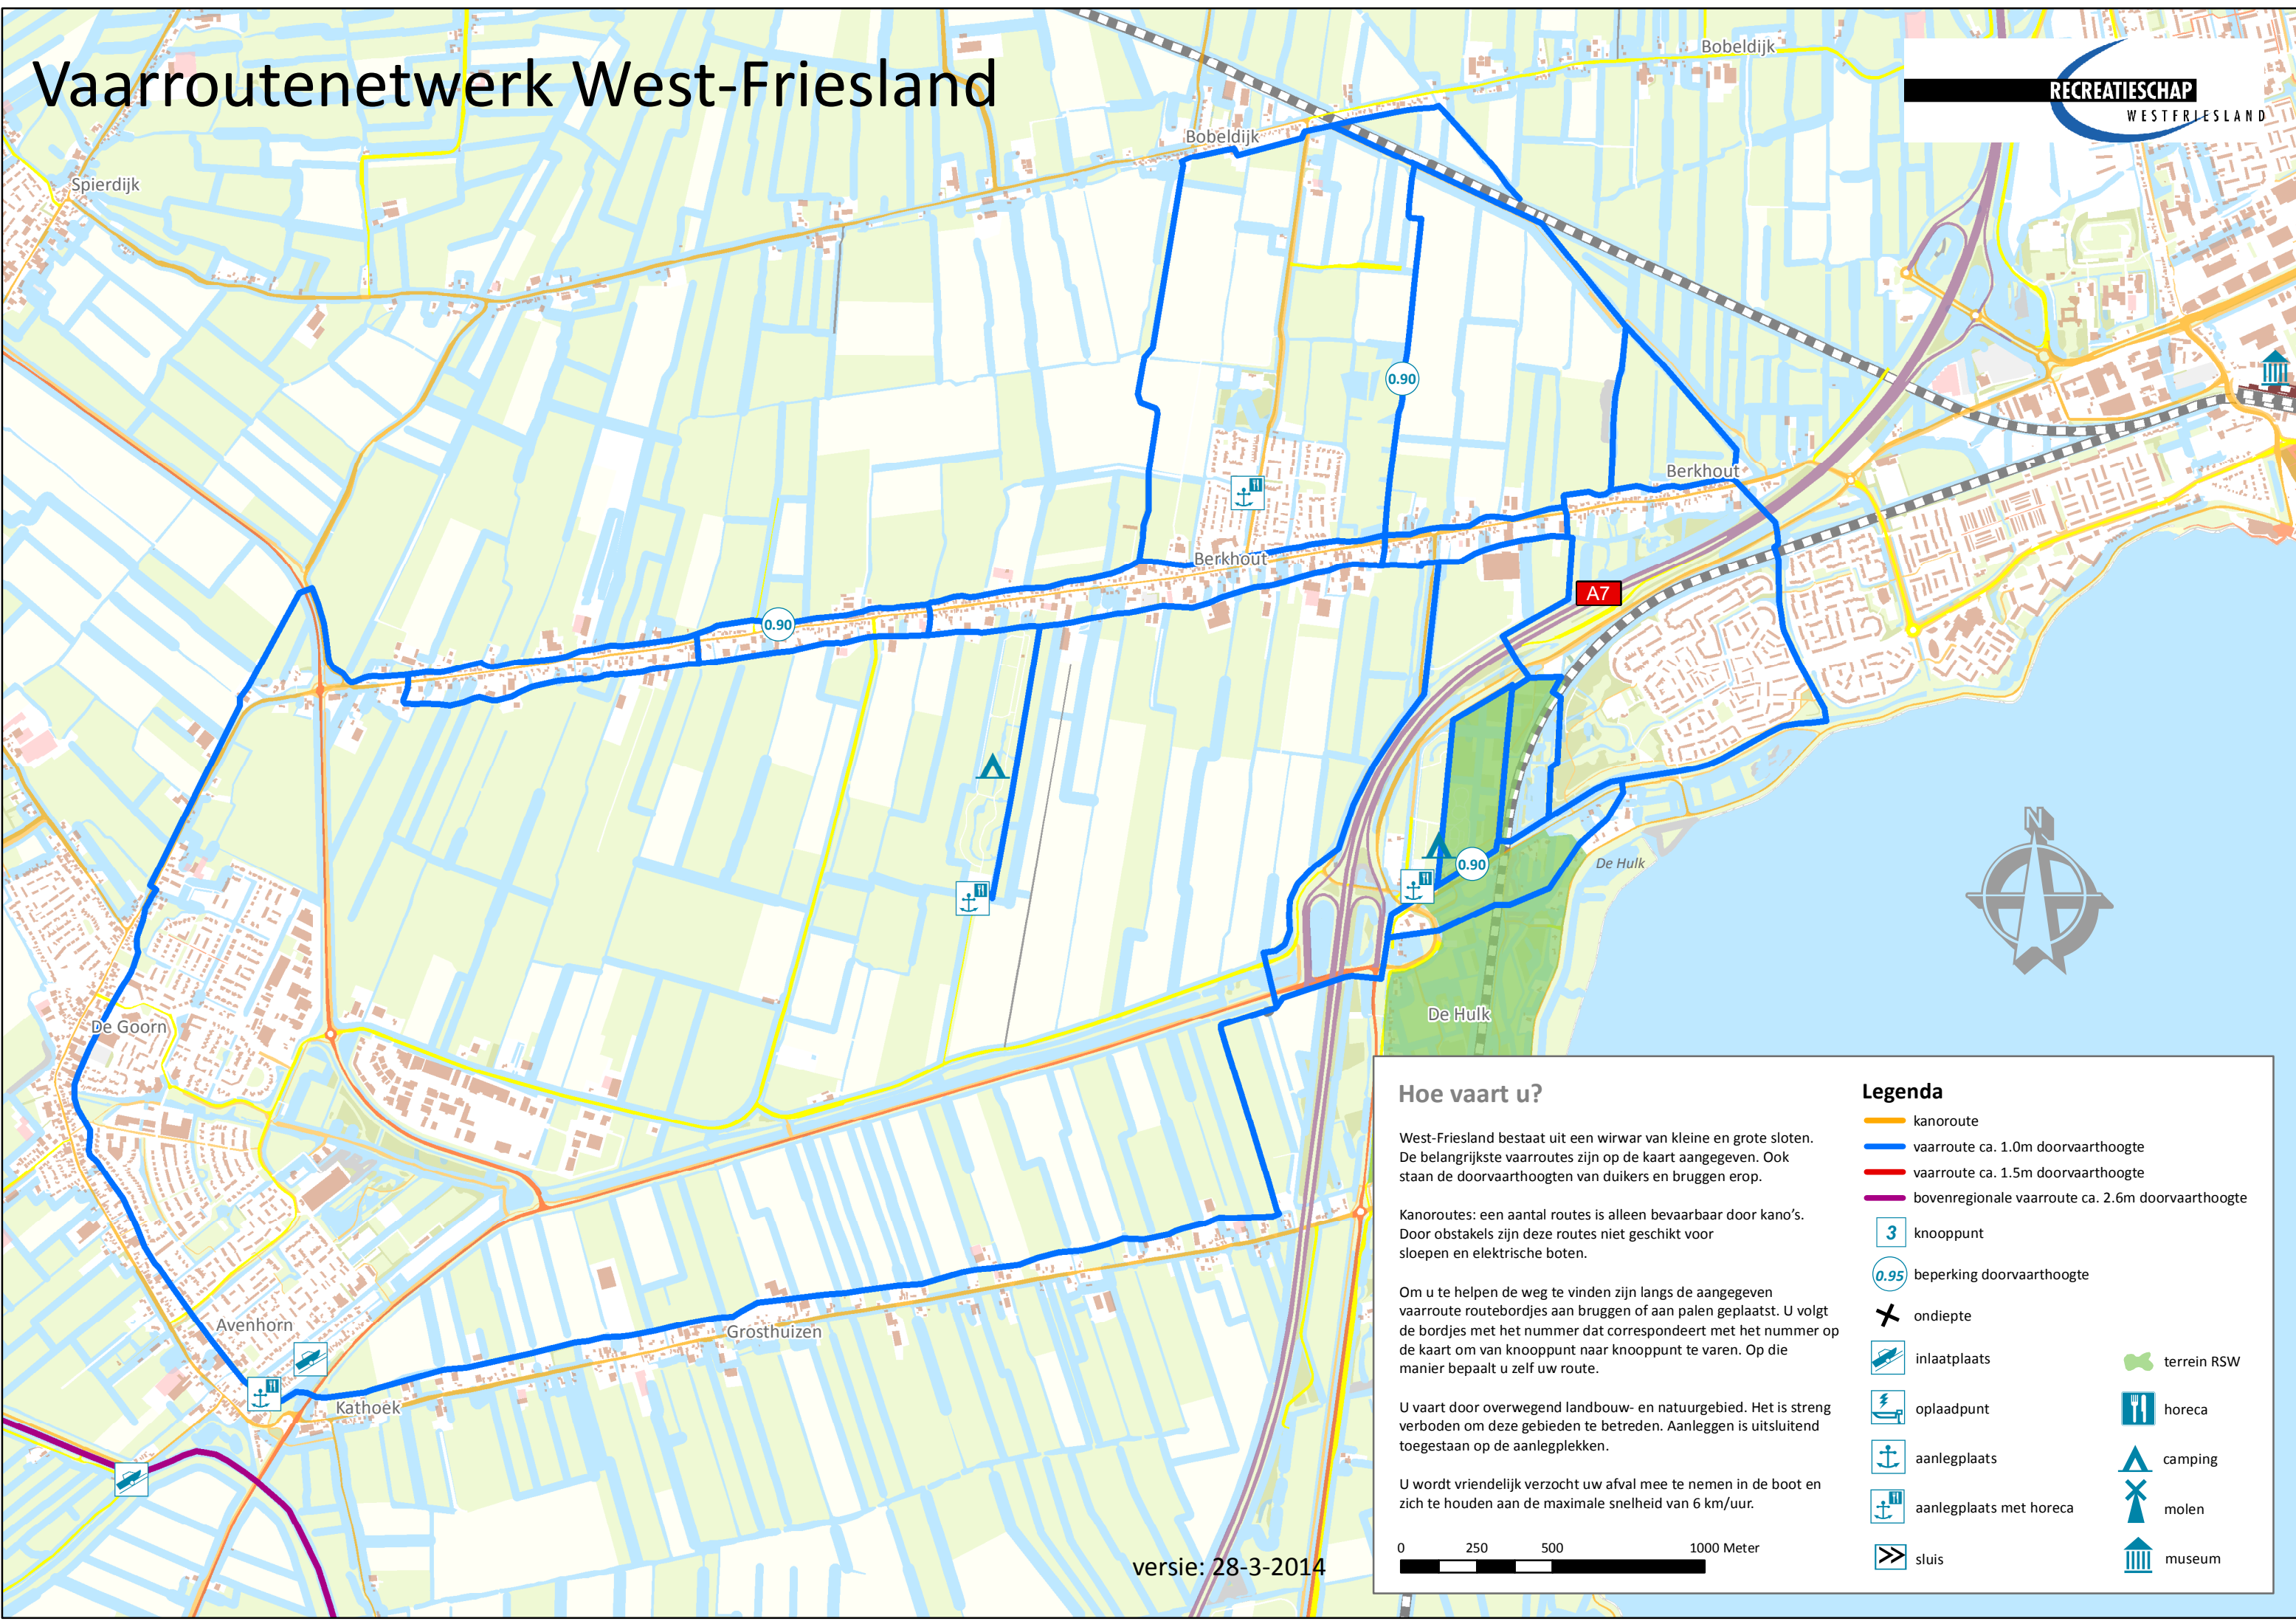 Vaarroutenetwerk West-Friesland
Bobeldijk
RECREATIESCHAP
WESTFRIESLAND
Bobeldijk
Spierdijk
0.90
Berkhout
Berkhout
A7
0.90
0.90
De Hulk
N
De Hulk
De Goorn
Avenhorn
Grosthuizen
Kathoek
versie: 28-3-2014
Hoe vaart u?
West-Friesland bestaat uit een wirwar van kleine en grote sloten.
De belangrijkste vaarroutes zijn op de kaart aangegeven. Ook
staan de doorvaarthoogten van duikers en bruggen erop.
Kanoroutes: een aantal routes is alleen bevaarbaar door kano's.
Door obstakels zijn deze routes niet geschikt voor
sloepen en elektrische boten.
Om u te helpen de weg te vinden zijn langs de aangegeven
vaarroute routebordjes aan bruggen of aan palen geplaatst. U volgt
de bordjes met het nummer dat correspondeert met het nummer op
de kaart om van knooppunt naar knooppunt te varen. Op die
manier bepaalt u zelf uw route.
U vaart door overwegend landbouw- en natuurgebied. Het is streng
verboden om deze gebieden te betreden. Aanleggen is uitsluitend
toegestaan op de aanlegplekken.
U wordt vriendelijk verzocht uw afval mee te nemen in de boot en
zich te houden aan de maximale snelheid van 6 km/uur.
0 250 500 1000 Meter
Legenda
kanoroute
vaarroute ca. 1.0m doorvaarthoogte
vaarroute ca. 1.5m doorvaarthoogte
bovenregionale vaarroute ca. 2.6m doorvaarthoogte
3 knooppunt
0.95 beperking doorvaarthoogte
ondiepte
inlaatplaats
oplaadpunt
aanlegplaats
aanlegplaats met horeca
sluis
terrein RSW
horeca
camping
molen
museum